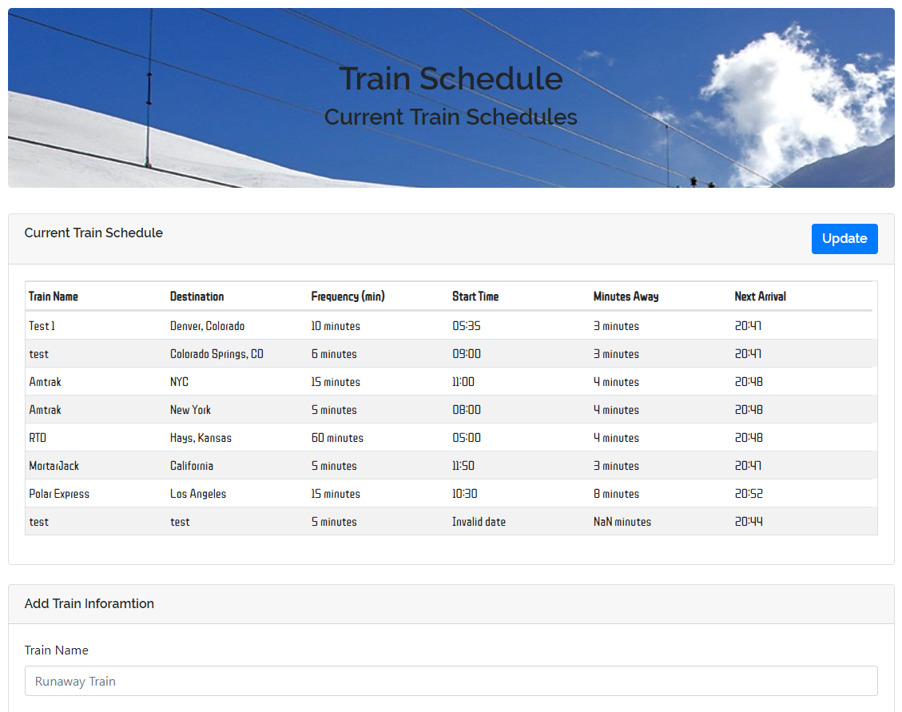 Train Schedule
Current Train Schedules
Current Train Schedule Update
Train Name Destination Frequency (min) Start Time Minutes Away Next Arrival
Test 1 Denver, Colorado 10 minutes 05:35 3 minutes 20:47
test Colorado Springs, CO 6 minutes 09:00 3 minutes 20:47
Amtrak NYC 15 minutes 11:00 4 minutes 20:48
Amtrak New York 5 minutes 08:00 4 minutes 20:48
RTD Hays, Kansas 60 minutes 05:00 4 minutes 20:48
MortarJack California 5 minutes 11:50 3 minutes 20:47
Polar Express Los Angeles 15 minutes 10:30 8 minutes 20:52
test test 5 minutes Invalid date NaN minutes 20:44
Add Train Inforamtion
Train Name
Runaway Train